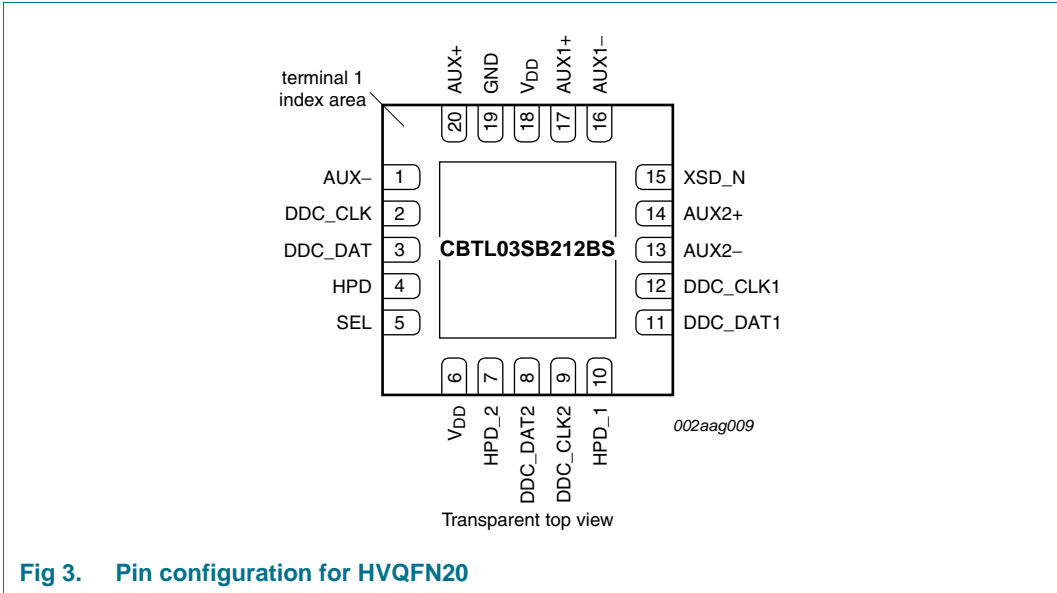 AUX+
GND
VDD
AUX1+
AUX1−
terminal 1
index area
20
19
18
17
16
AUX− 1
DDC_CLK 2
DDC_DAT 3
HPD 4
SEL 5
CBTL03SB212BS
15 XSD_N
14 AUX2+
13 AUX2−
12 DDC_CLK1
11 DDC_DAT1
6
7
8
9
10
VDD
HPD_2
DDC_DAT2
DDC_CLK2
HPD_1
002aag009
Transparent top view
Fig 3. Pin configuration for HVQFN20